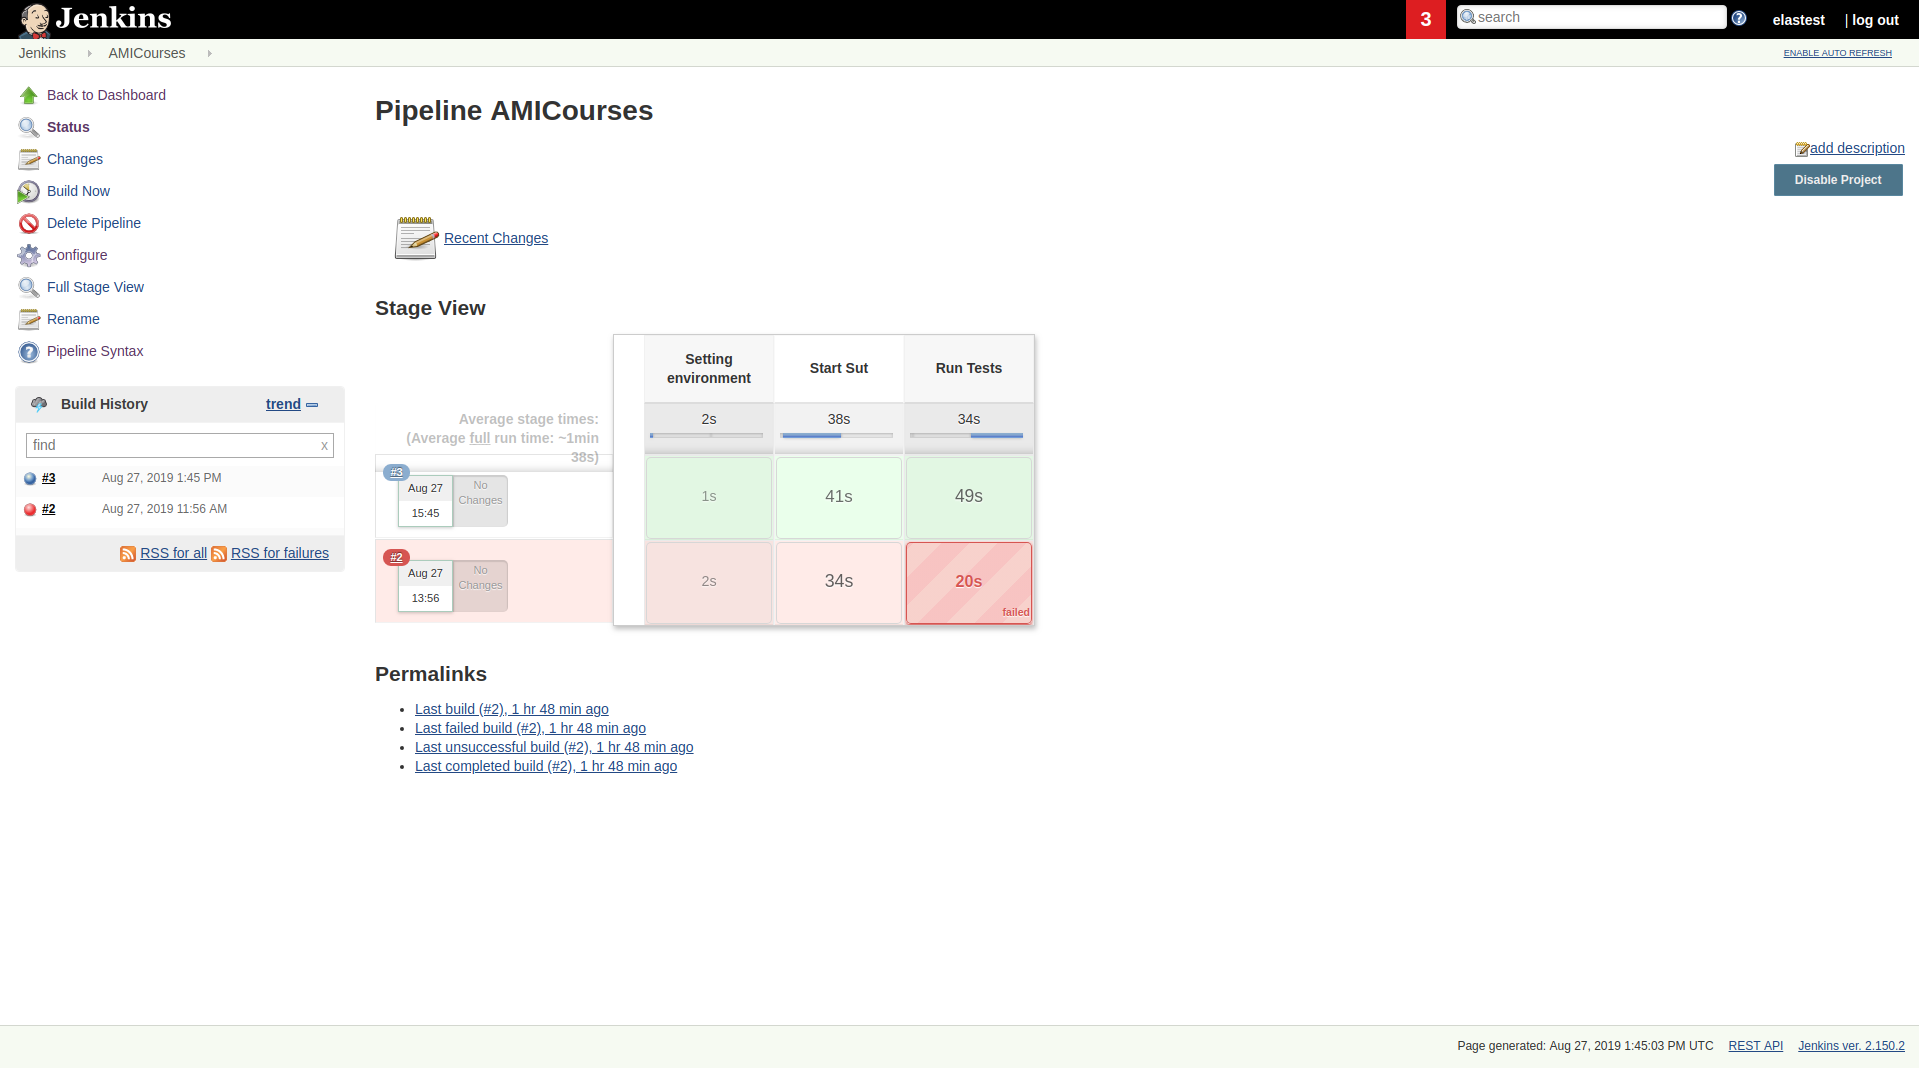 Jenkins
3
search
elastest
| log out
Jenkins
AMICourses
ENABLE AUTO REFRESH
Back to Dashboard
Status
Changes
Build Now
Delete Pipeline
Configure
Full Stage View
Rename
Pipeline Syntax
Build History
trend
find
x
#3 Aug 27, 2019 1:45 PM
#2 Aug 27, 2019 11:56 AM
RSS for all RSS for failures
Pipeline AMICourses
add description
Disable Project
Recent Changes
Stage View
Setting
environment
Start Sut
Run Tests
Average stage times:
(Average full run time: ~1min
38s)
2s
38s
34s
#3
Aug 27
15:45
No
Changes
1s
41s
49s
#2
Aug 27
13:56
No
Changes
2s
34s
20s
failed
Permalinks
Last build (#2), 1 hr 48 min ago
Last failed build (#2), 1 hr 48 min ago
Last unsuccessful build (#2), 1 hr 48 min ago
Last completed build (#2), 1 hr 48 min ago
Page generated: Aug 27, 2019 1:45:03 PM UTC
REST API
Jenkins ver. 2.150.2